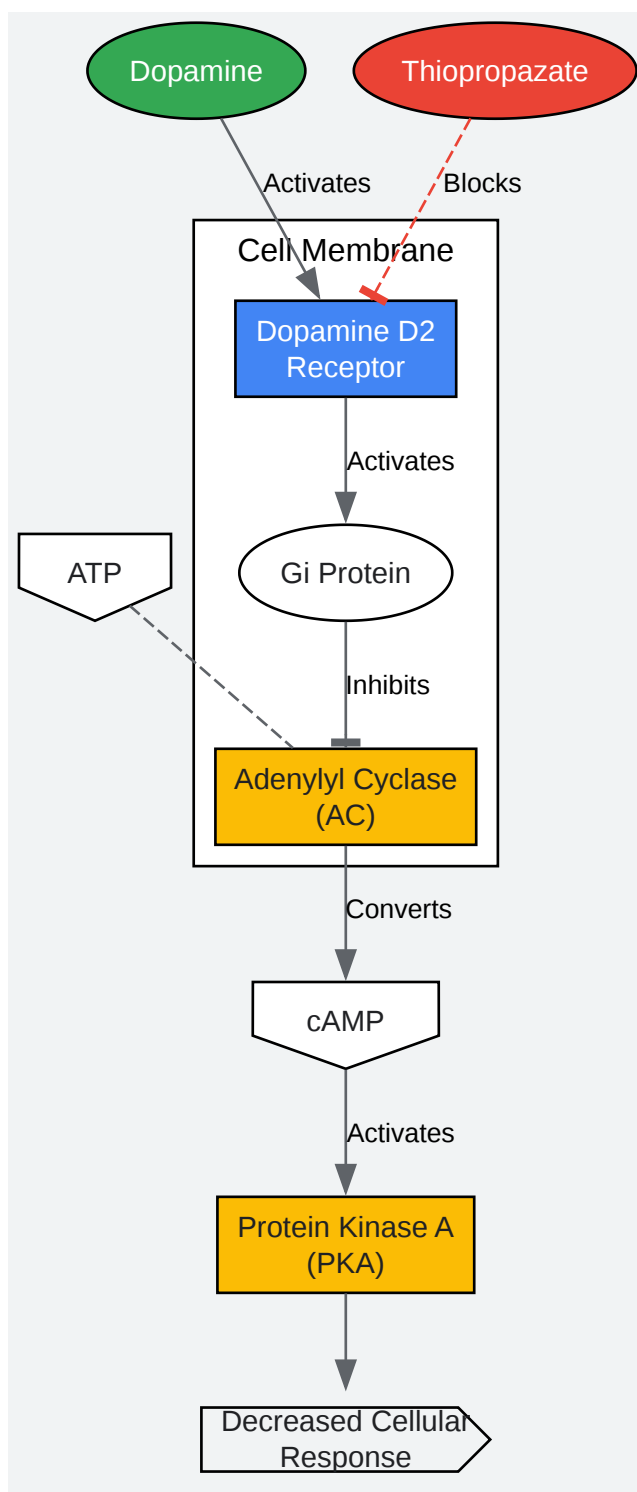 Dopamine
Thiopropazate
Activates
Blocks
Cell Membrane
Dopamine D2
Receptor
Activates
ATP
Gi Protein
Inhibits
Adenylyl Cyclase
(AC)
Converts
cAMP
Activates
Protein Kinase A
(PKA)
Decreased Cellular
Response